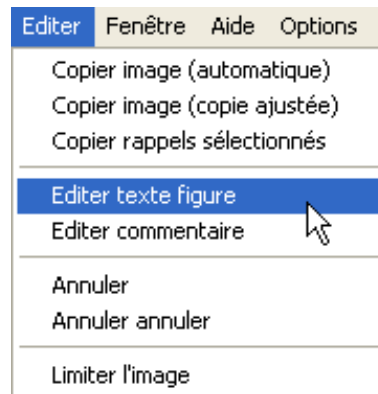 Editer Fenêtre Aide Options
Copier image (automatique)
Copier image (copie ajustée)
Copier rappels sélectionnés
Editer texte figure
Editer commentaire
Annuler
Annuler annuler
Limiter l'image